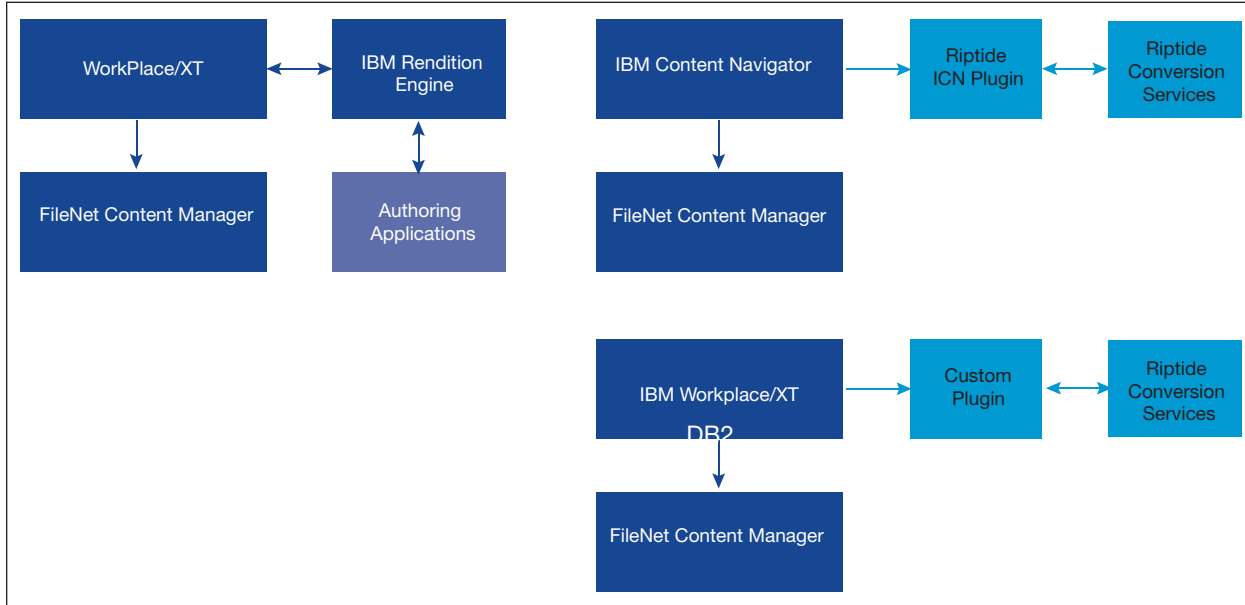 WorkPlace/XT
IBM Rendition
Engine
FileNet Content Manager
Authoring
Applications
IBM Content Navigator
Riptide
ICN Plugin
Riptide
Conversion
Services
FileNet Content Manager
IBM Workplace/XT
DB2
Custom
Plugin
Riptide
Conversion
Services
FileNet Content Manager